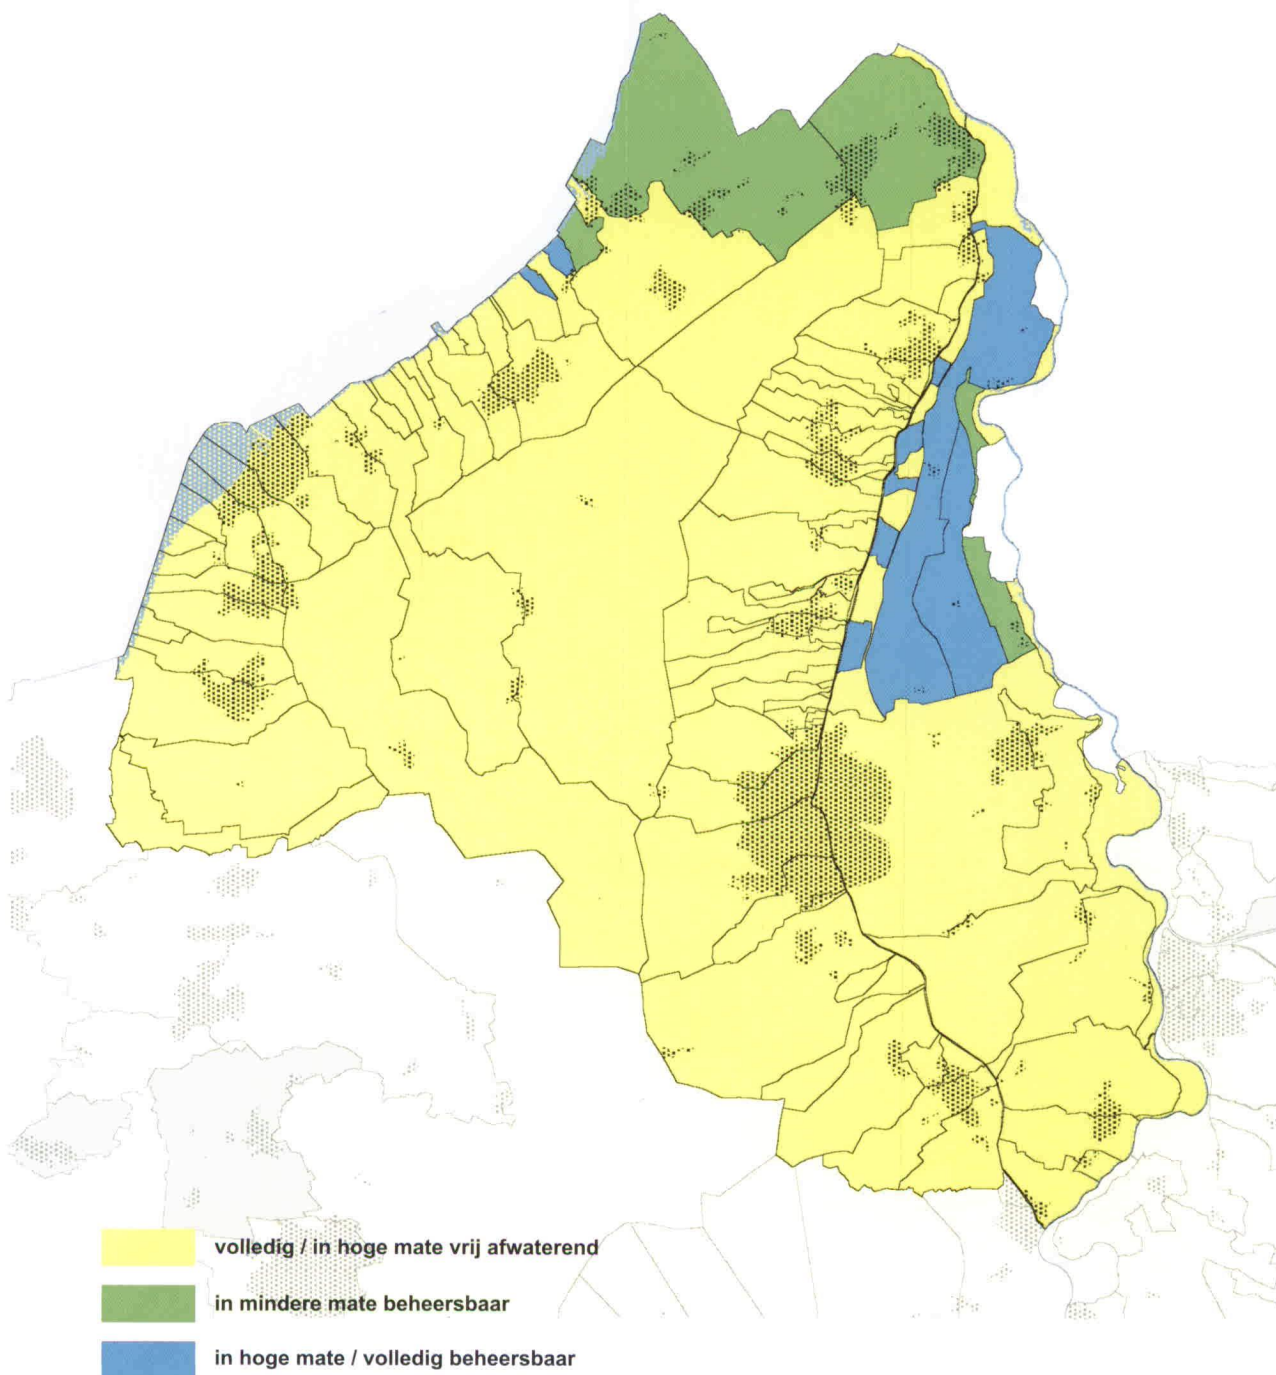 volledig / in hoge mate vrij afwaterend
in mindere mate beheersbaar
in hoge mate / volledig beheersbaar